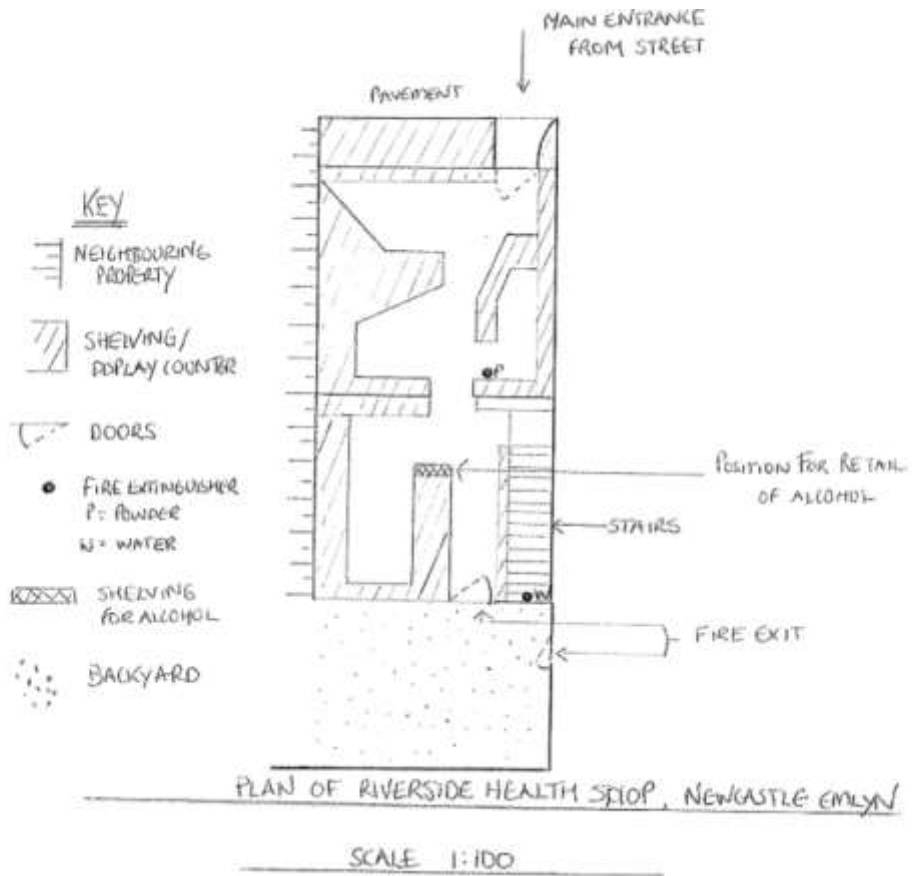 MAIN ENTRANCE
FROM STREET
PAVEMENT
KEY
NEIGHBOURING
PROPERTY
SHELVING/
DISPLAY COUNTER
DOORS
FIRE EXTINGUISHER
P = POWDER
W = WATER
SHELVING
FOR ALCOHOL
BACKYARD
P
POSITION FOR RETAIL
OF ALCOHOL
STAIRS
W
FIRE EXIT
PLAN OF RIVERSIDE HEALTH SHOP, NEWCASTLE EMLYN
SCALE 1:100